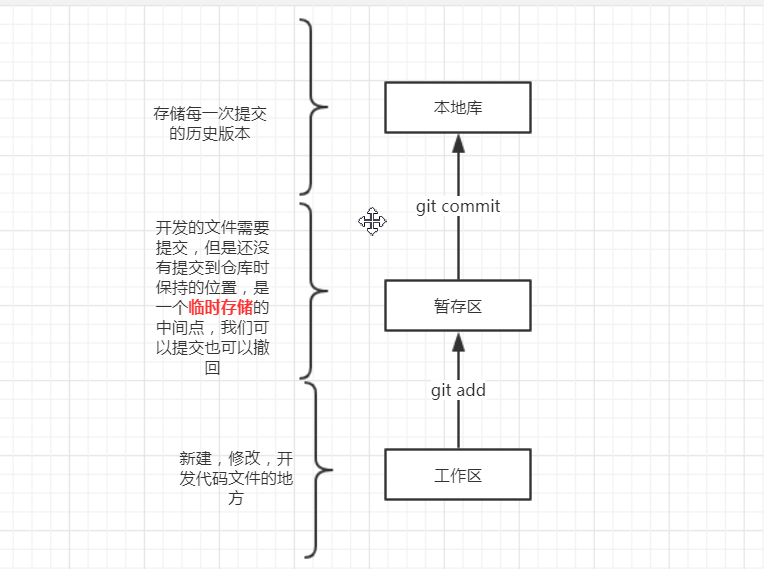 存储每一次提交
的历史版本
本地库
git commit
开发的文件需要
提交，但是还没
有提交到仓库时
保持的位置，是
一个临时存储的
中间点，我们可
以提交也可以撤
回
暂存区
git add
新建，修改，开
发代码文件的地
方
工作区